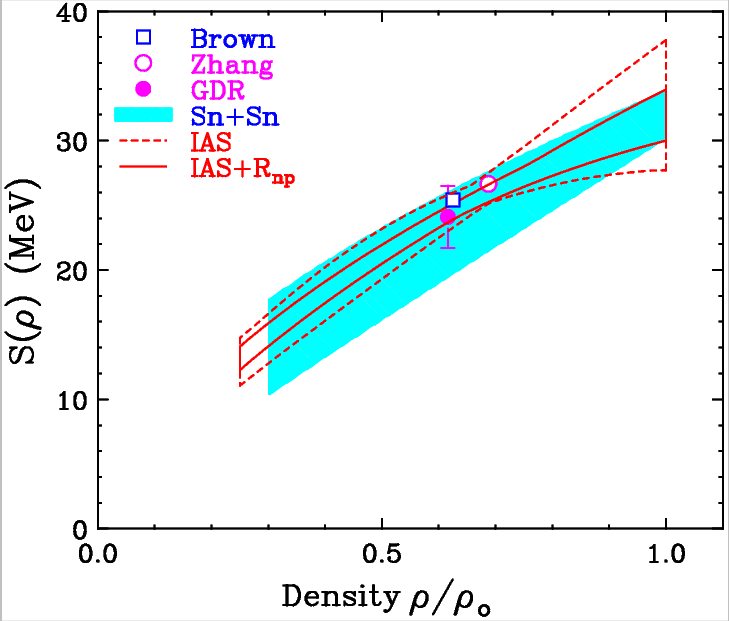 40
30
20
10
0
S(ρ) (MeV)
Brown
Zhang
GDR
Sn+Sn
IAS
IAS+Rnp
0.0
0.5
1.0
Density ρ/ρo